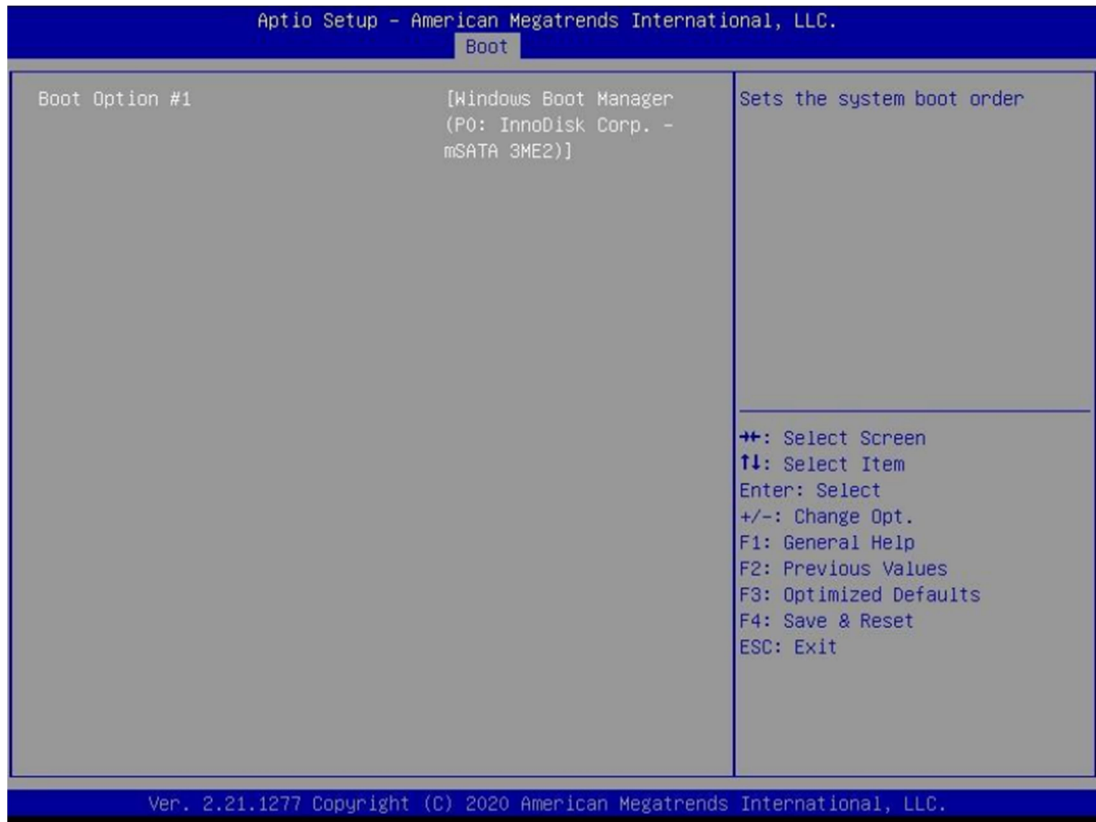 Aptio Setup – American Megatrends International, LLC.
Boot
Boot Option #1
[Windows Boot Manager
(P0: InnoDisk Corp. –
mSATA 3ME2)]
Sets the system boot order
→←: Select Screen
↑↓: Select Item
Enter: Select
+/-: Change Opt.
F1: General Help
F2: Previous Values
F3: Optimized Defaults
F4: Save & Reset
ESC: Exit
Ver. 2.21.1277 Copyright (C) 2020 American Megatrends International, LLC.